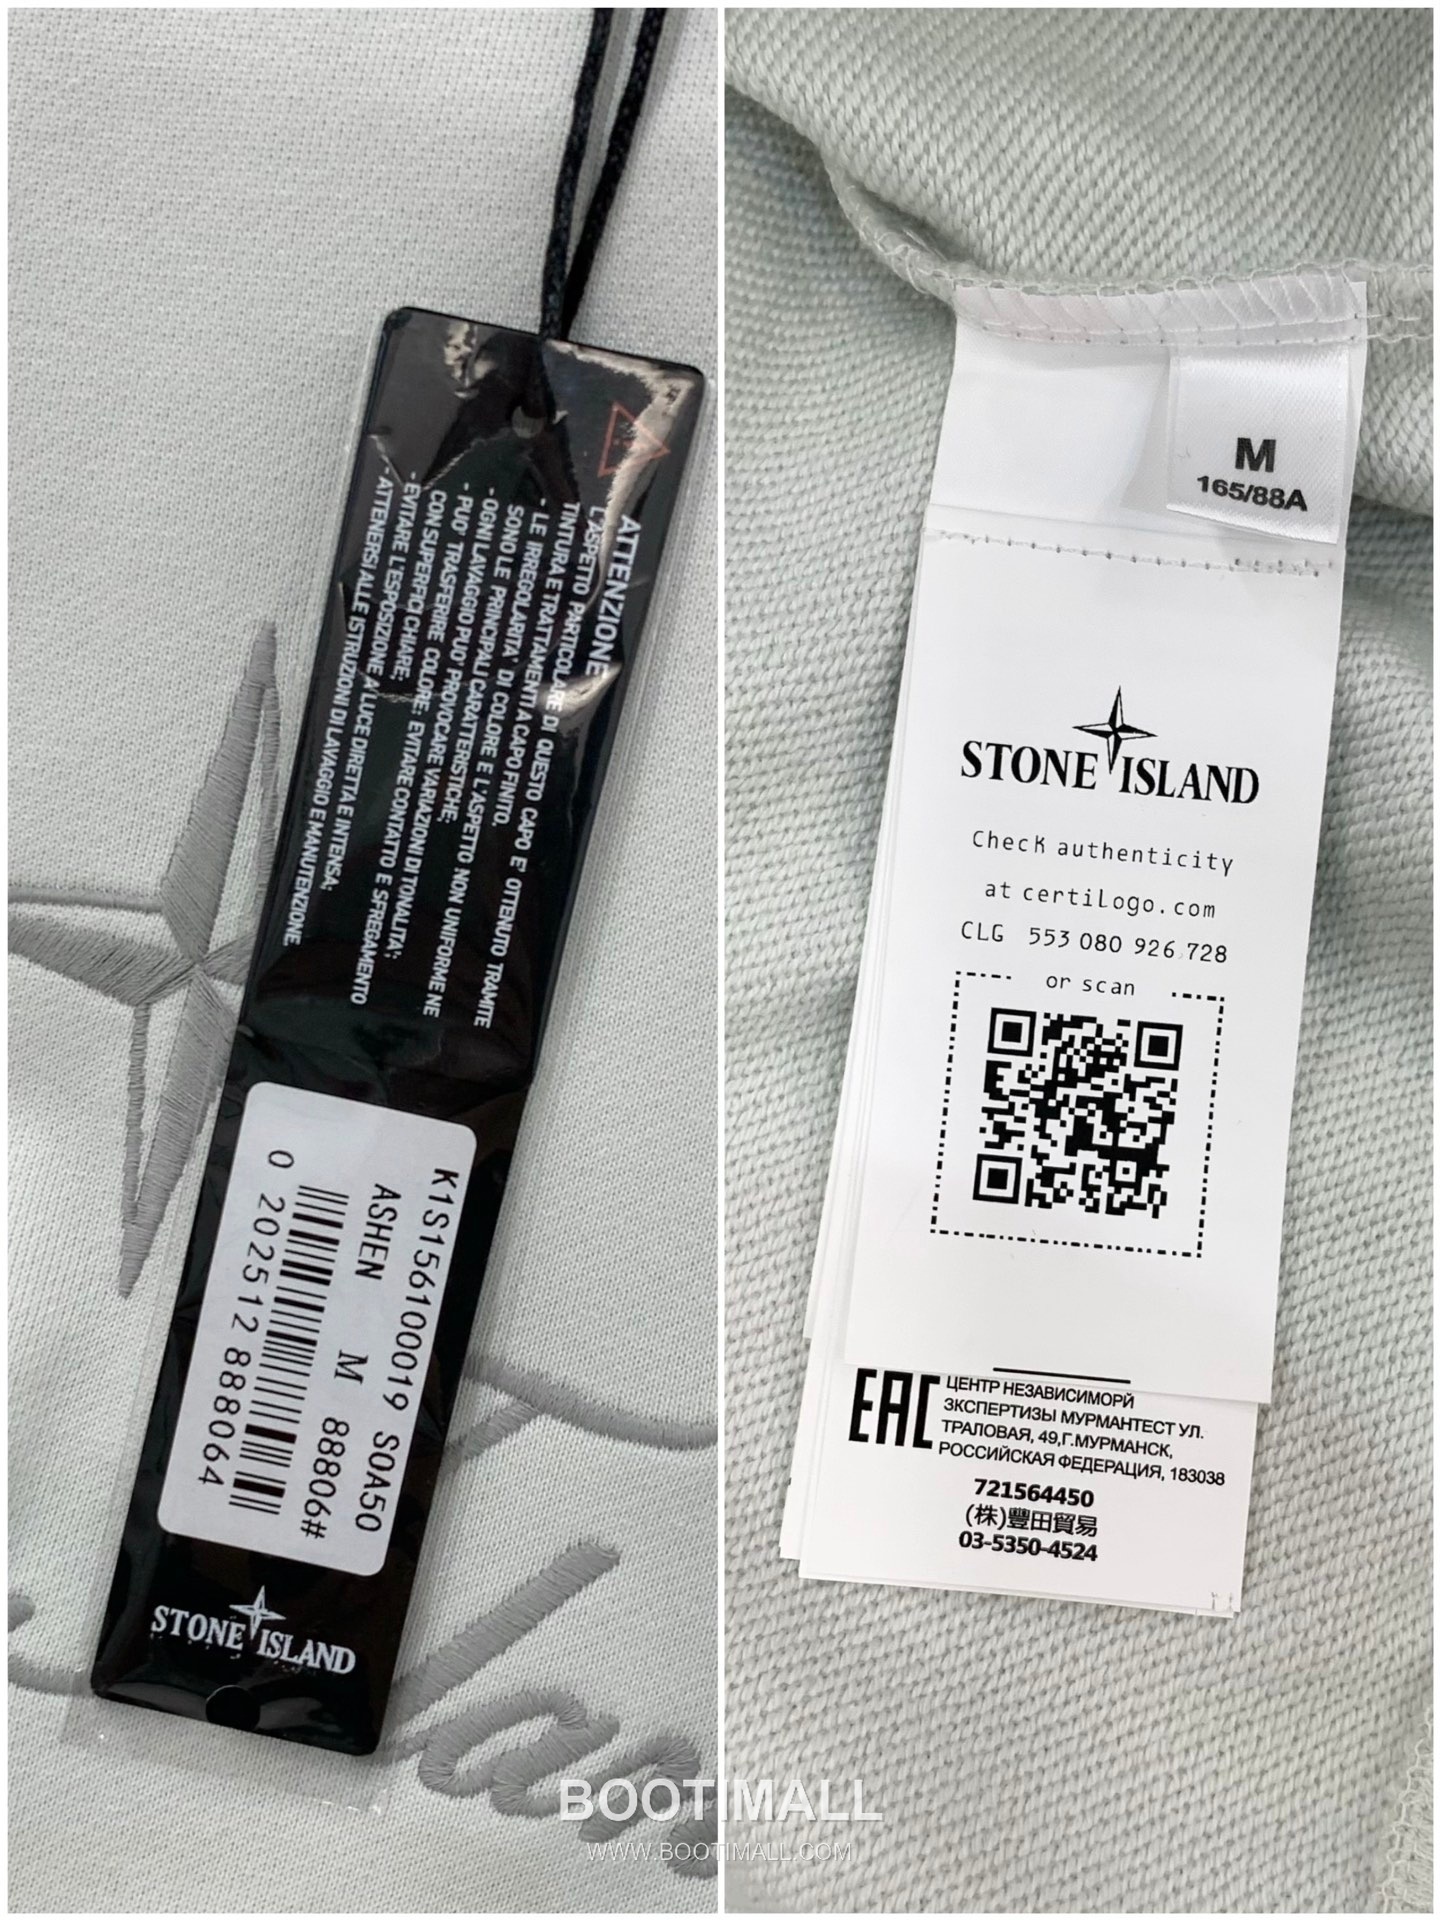 ATTENZIONE
L'ASPETTO PARTICOLARE DI QUESTO CAPO E' OTTENUTO TRAMITE
TINTURA E TRATTAMENTI A CAPO FINITO.
- LE IRREGOLARITA' DI COLORE E L'ASPETTO NON UNIFORME NE
SONO LE PRINCIPALI CARATTERISTICHE;
- OGNI LAVAGGIO PUO' PROVOCARE VARIAZIONI DI TONALITA';
- PUO' TRASFERIRE COLORE: EVITARE CONTATTO E SFREGAMENTO
CON SUPERFICI CHIARE;
- EVITARE L'ESPOSIZIONE A LUCE DIRETTA E INTENSA;
- ATTENERSI ALLE ISTRUZIONI DI LAVAGGIO E MANUTENZIONE.
K1S156100019 S0A50
ASHEN M 88806#
0 202512 888064
STONE ISLAND
M
165/88A
STONE ISLAND
Check authenticity
at certilogo.com
CLG 553 080 926 728
or scan
EAC
ЦЕНТР НЕЗАВИСИМОРЙ
ЗКСПЕРТИЗЫ МУРМАНТЕСТ УЛ.
ТРАЛОВАЯ, 49,Г.МУРМАНСК,
РОССИЙСКАЯ ФЕДЕРАЦИЯ, 183038
721564450
(株)豐田貿易
03-5350-4524
BOOTIMALL
WWW.BOOTIMALL.COM